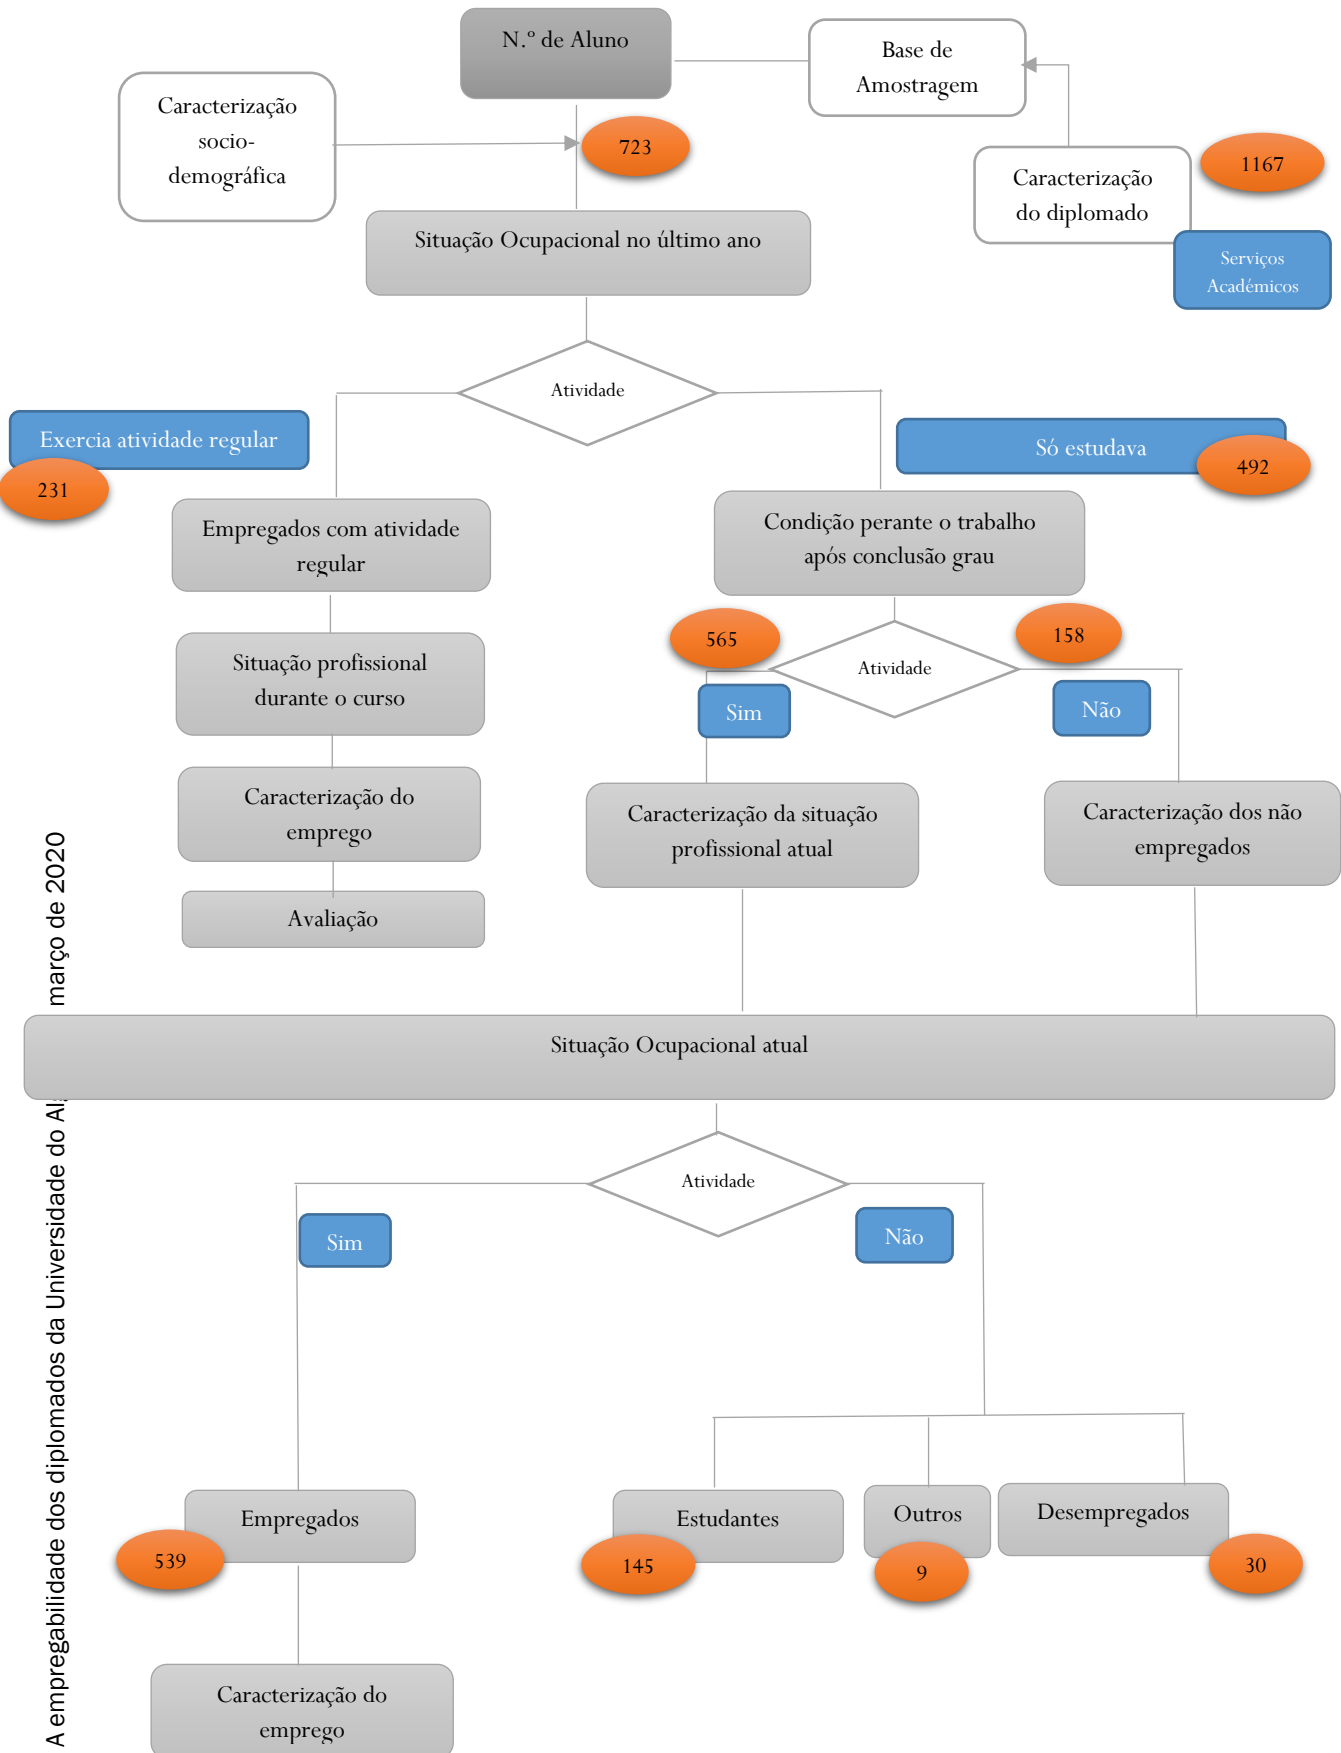 N.º de Aluno
Base de
Amostragem
Caracterização
socio-
demográfica
723
1167
Caracterização
do diplomado
Serviços
Académicos
Situação Ocupacional no último ano
Atividade
Exercia atividade regular
231
Só estudava
492
Empregados com atividade
regular
Condição perante o trabalho
após conclusão grau
565
158
Atividade
Situação profissional
durante o curso
Sim
Não
Caracterização do
emprego
Caracterização da situação
profissional atual
Caracterização dos não
empregados
Avaliação
Situação Ocupacional atual
Atividade
Sim
Não
Empregados
539
Estudantes
145
Outros
9
Desempregados
30
Caracterização do
emprego
A empregabilidade dos diplomados da Universidade do março de 2020